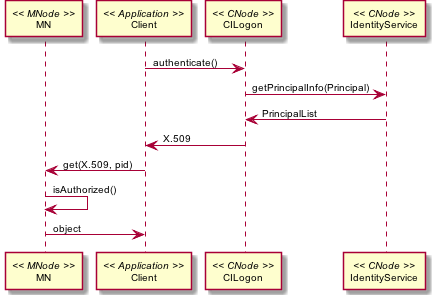 << MNode >>
MN
<< Application >>
Client
<< CNode >>
CILogon
<< CNode >>
IdentityService
authenticate()
getPrincipalInfo(Principal)
PrincipalList
X.509
get(X.509, pid)
isAuthorized()
object
<< MNode >>
MN
<< Application >>
Client
<< CNode >>
CILogon
<< CNode >>
IdentityService